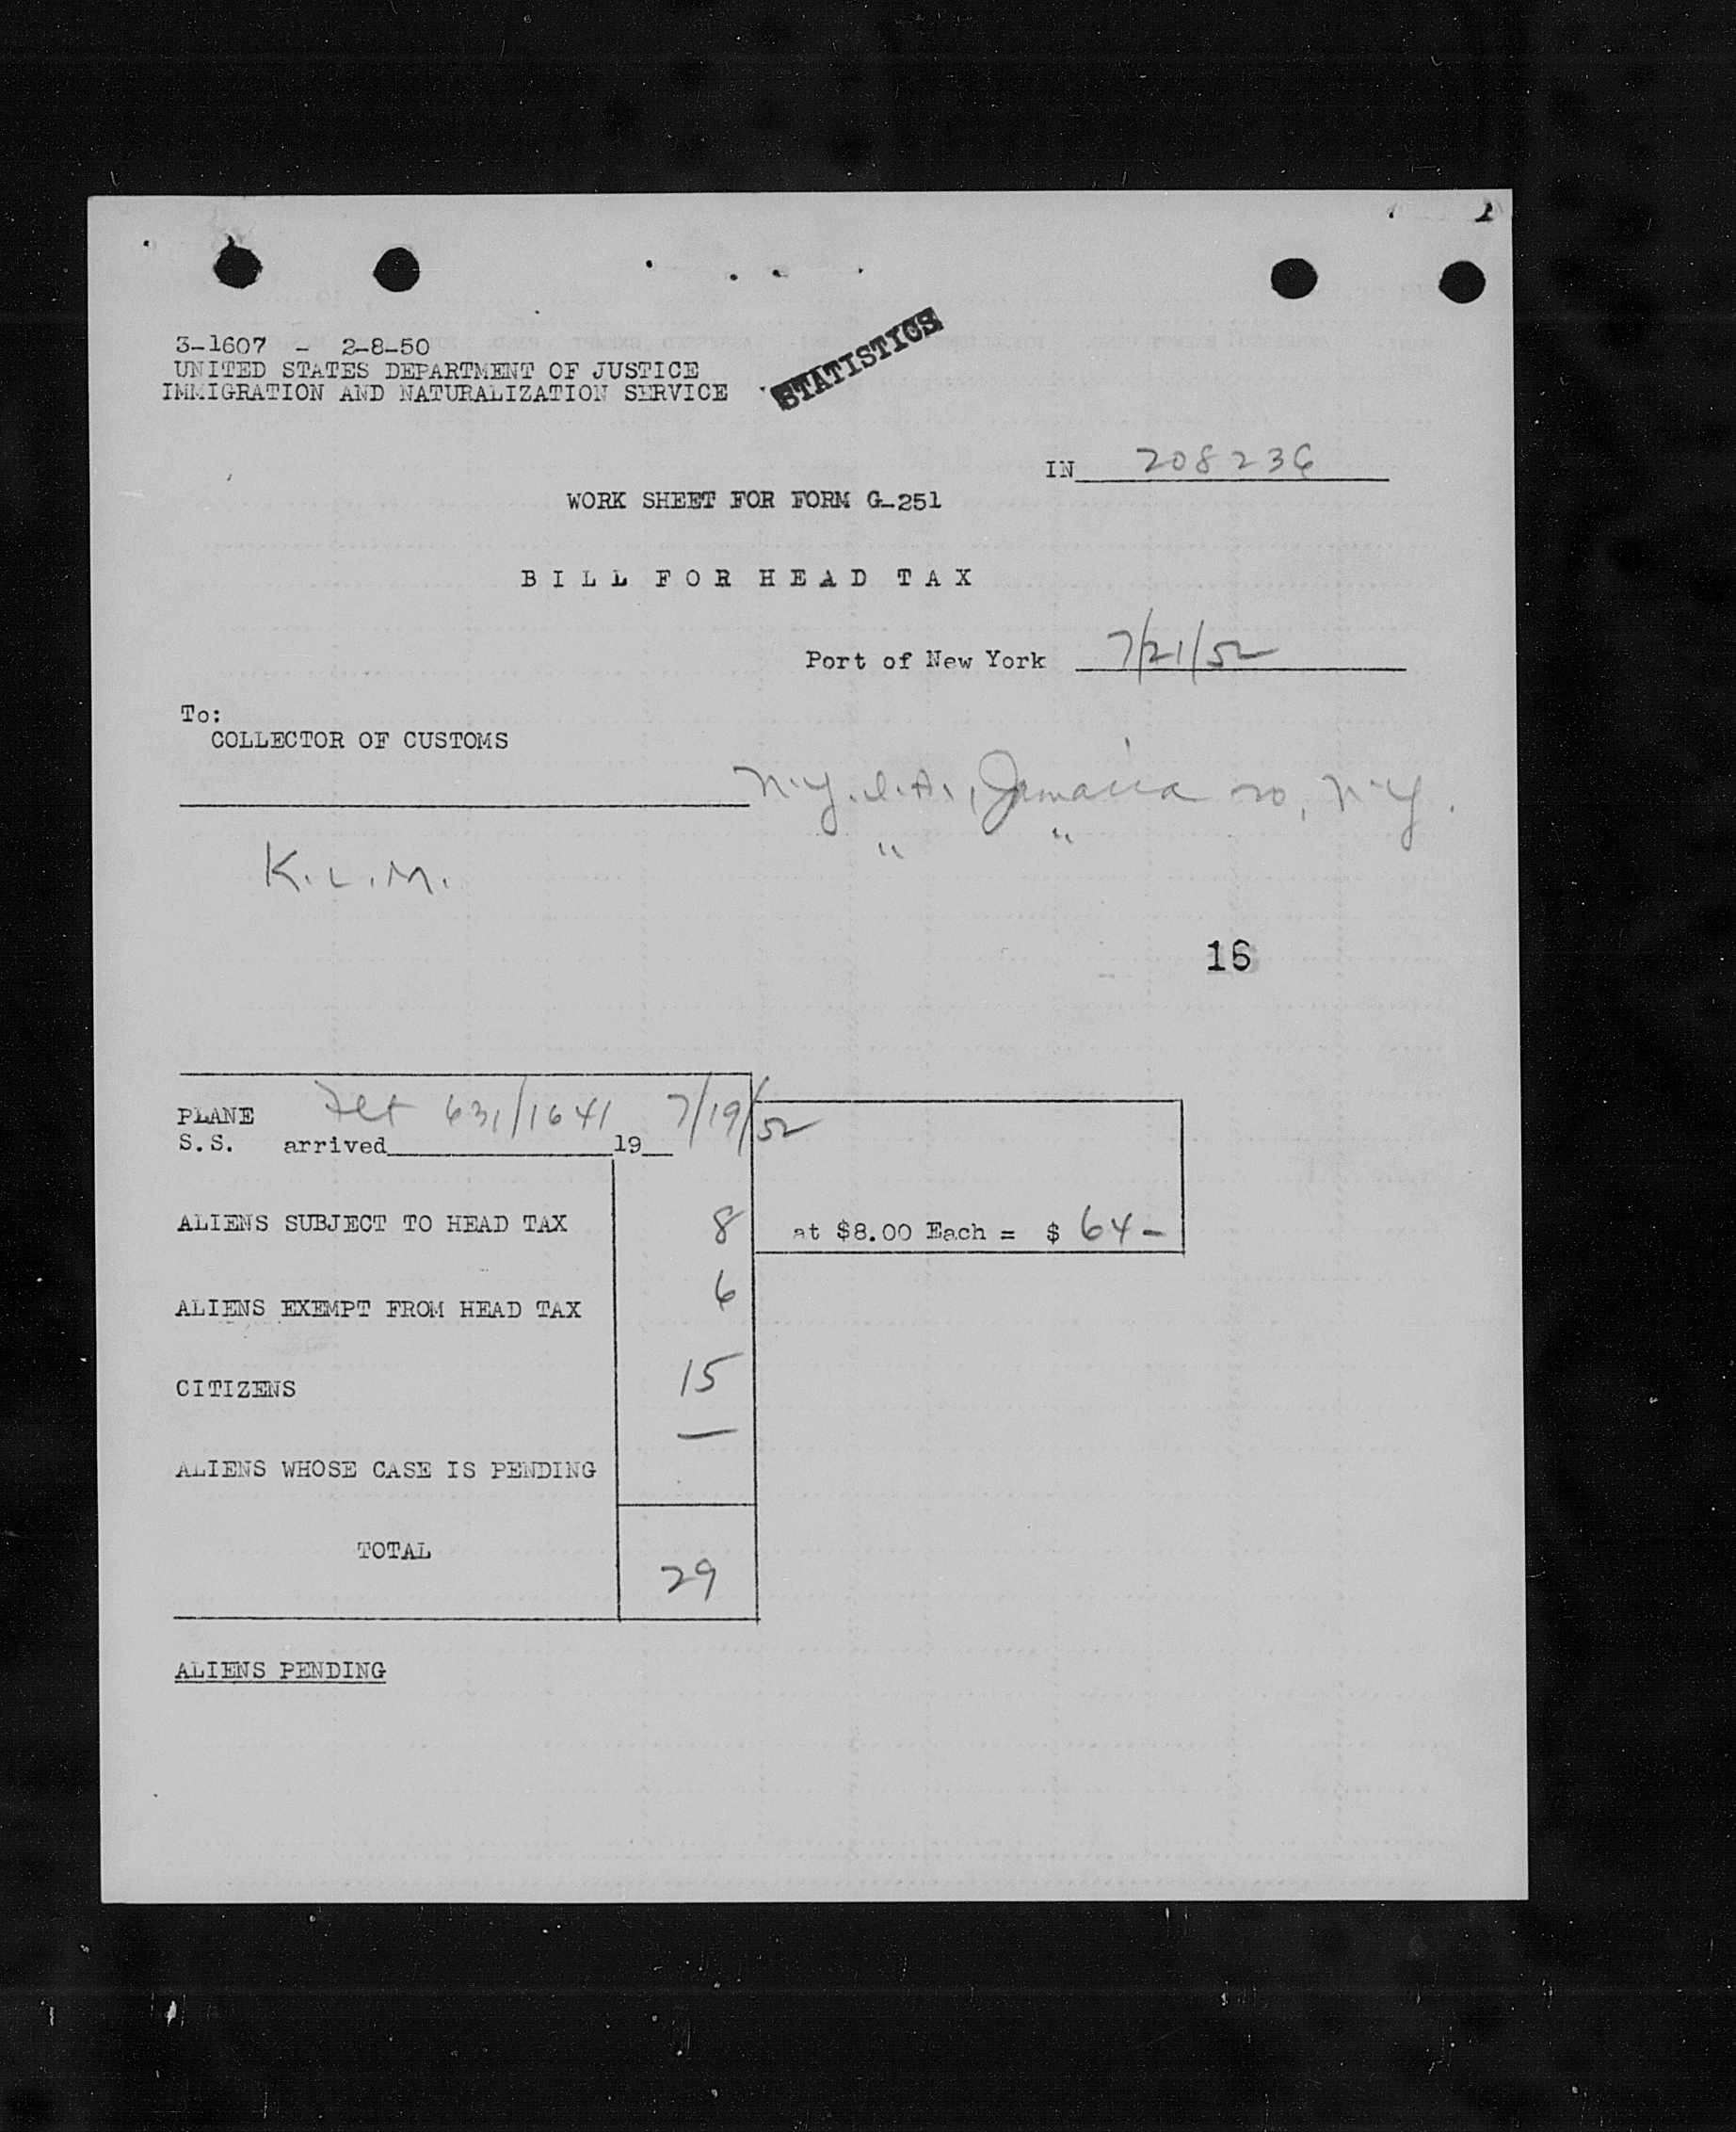 3-1607 - 2-8-50
UNITED STATES DEPARTMENT OF JUSTICE
IMMIGRATION AND NATURALIZATION SERVICE
STATISTICS
IN 208236
WORK SHEET FOR FORM G-251
BILL FOR HEAD TAX
Port of New York 7/21/52
To:
COLLECTOR OF CUSTOMS
N.Y.I.A., Jamaica 20, N.Y.
" "
K.L.M.
16
PLANE Flt 631/1641 7/19/52
S.S. arrived 19
ALIENS SUBJECT TO HEAD TAX 8 at $8.00 Each = $ 64-
ALIENS EXEMPT FROM HEAD TAX 6
CITIZENS 15
ALIENS WHOSE CASE IS PENDING —
TOTAL 29
ALIENS PENDING